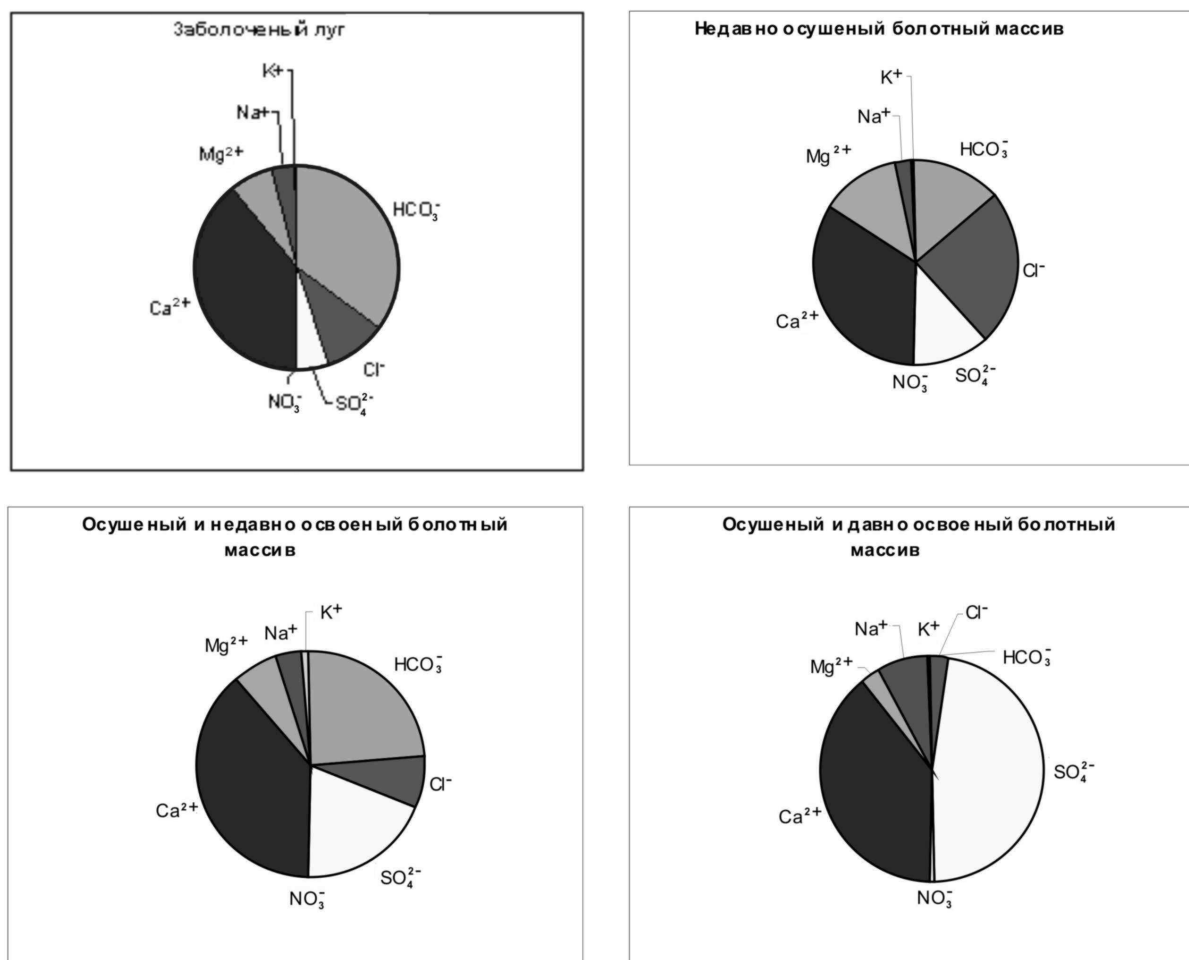 Заболоченый луг
K+
Na+
Mg²⁺
HCO₃⁻
Ca²⁺
Cl⁻
NO₃⁻
SO₄²⁻
Недавно осушеный болотный массив
K⁺
Na⁺
Mg²⁺
HCO₃⁻
Cl⁻
Ca²⁺
NO₃⁻
SO₄²⁻
Осушеный и недавно освоеный болотный
массив
K⁺
Na⁺
Mg²⁺
HCO₃⁻
Cl⁻
Ca²⁺
SO₄²⁻
NO₃⁻
Осушеный и давно освоеный болотный
массив
Cl⁻
Na⁺
K⁺
HCO₃⁻
Mg²⁺
SO₄²⁻
Ca²⁺
NO₃⁻